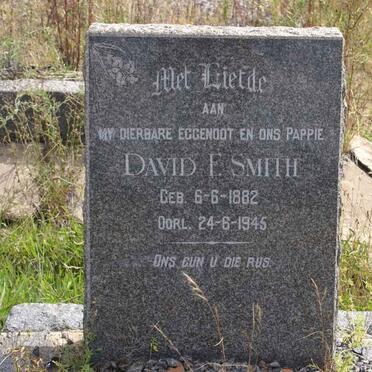 Met Liefde
AAN
MY DIERBARE EGGENOOT EN ONS PAPPIE
DAVID F. SMITH
GEB. 6-6-1882
OORL. 24-6-1945
ONS GUN U DIE RUS.